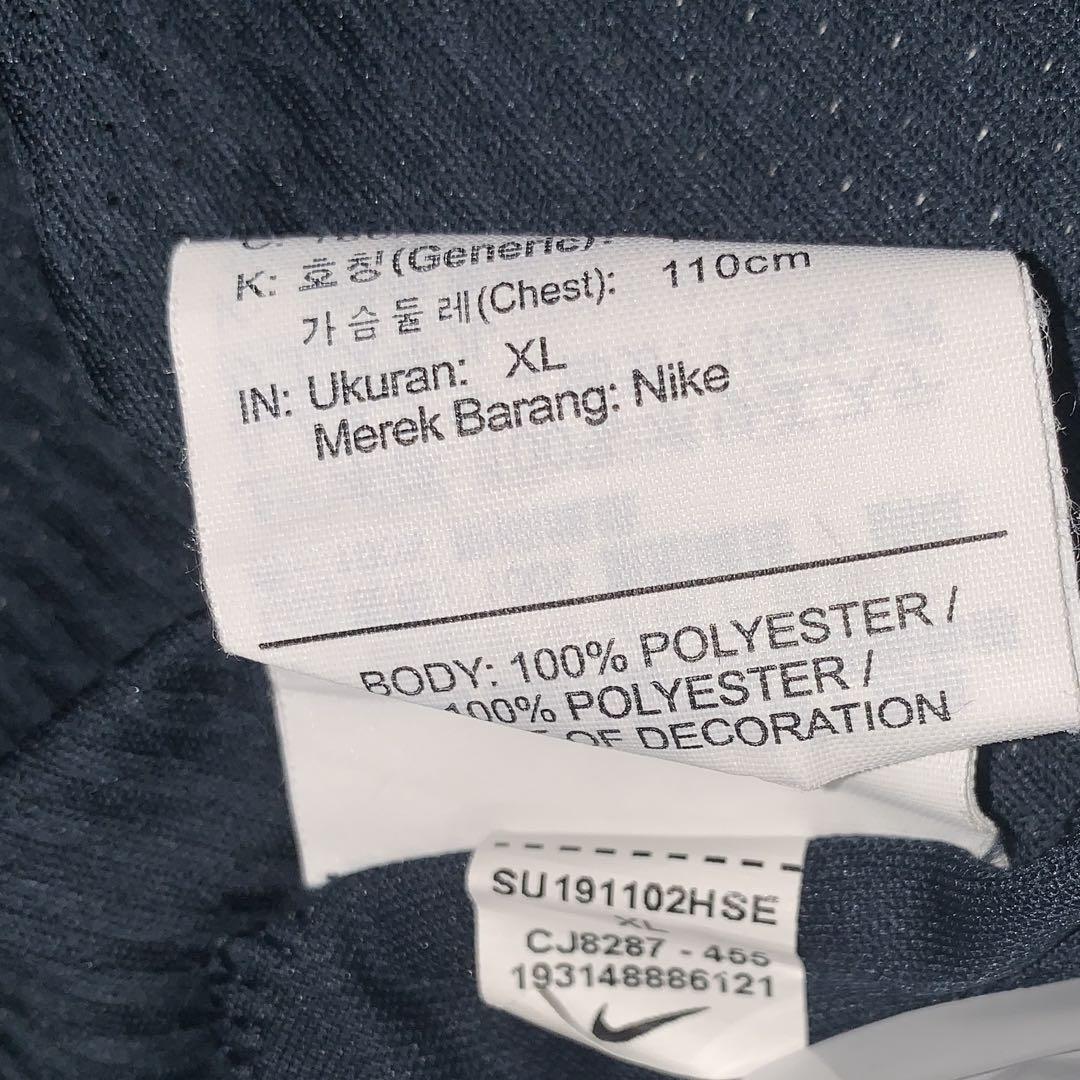 K: 호칭(Generic):
가슴둘레(Chest): 110cm
IN: Ukuran: XL
Merek Barang: Nike
BODY: 100% POLYESTER /
100% POLYESTER /
OF DECORATION
SU191102HSE
XL
CJ8287 - 455
193148886121